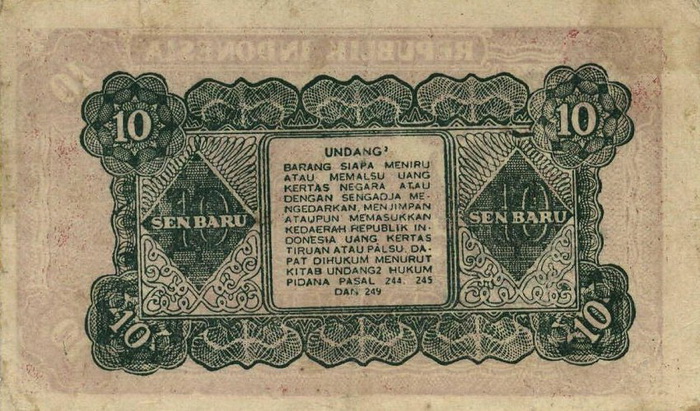 REPUBLIK INDONESIA
10
10
10
UNDANG²
BARANG SIAPA MENIRU
ATAU MEMALSU UANG
KERTAS NEGARA ATAU
DENGAN SENGADJA ME-
NGEDARKAN, MENJIMPAN
ATAUPUN MEMASUKKAN
KEDAERAH REPUBLIK IN-
DONESIA UANG KERTAS
TIRUAN ATAU PALSU, DA-
PAT DIHUKUM MENURUT
KITAB UNDANG2 HUKUM
PIDANA PASAL 244, 245
DAN 249
10
SEN BARU
10
SEN BARU
10
10